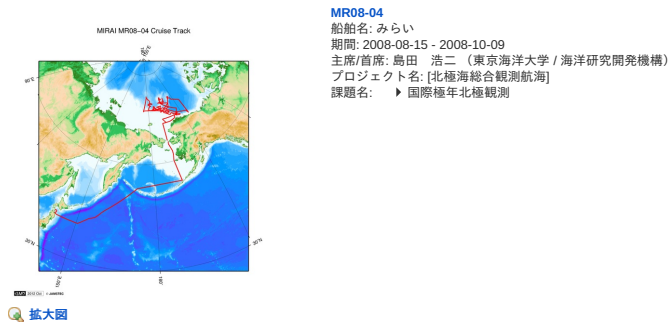 MIRAI MR08-04 Cruise Track
180°
30°N
拡大図
MR08-04
船舶名: みらい
期間: 2008-08-15 - 2008-10-09
主席/首席: 島田　浩二 （東京海洋大学 / 海洋研究開発機構）
プロジェクト名: [北極海総合観測航海]
課題名: 国際極年北極観測